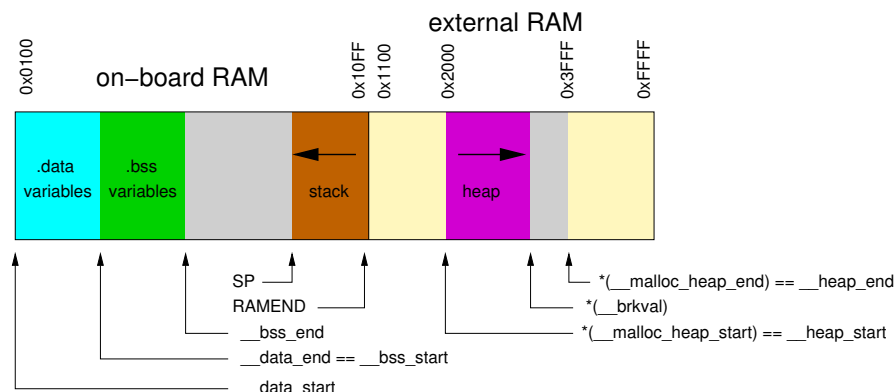 external RAM
on-board RAM
0x0100
0x10FF
0x1100
0x2000
0x3FFF
0xFFFF
.data
variables
.bss
variables
stack
heap
SP
RAMEND
__bss_end
__data_end == __bss_start
__data_start
*(__malloc_heap_end) == __heap_end
*(__brkval)
*(__malloc_heap_start) == __heap_start